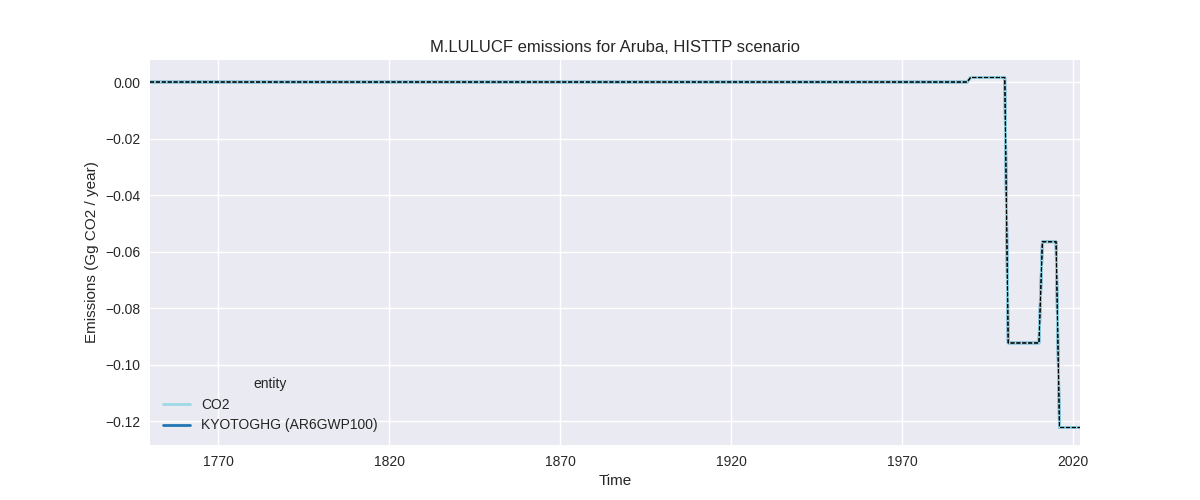 M.LULUCF emissions for Aruba, HISTTP scenario
Emissions (Gg CO2 / year)
0.00
−0.02
−0.04
−0.06
−0.08
−0.10
−0.12
entity
CO2
KYOTOGHG (AR6GWP100)
1770
1820
1870
1920
1970
2020
Time